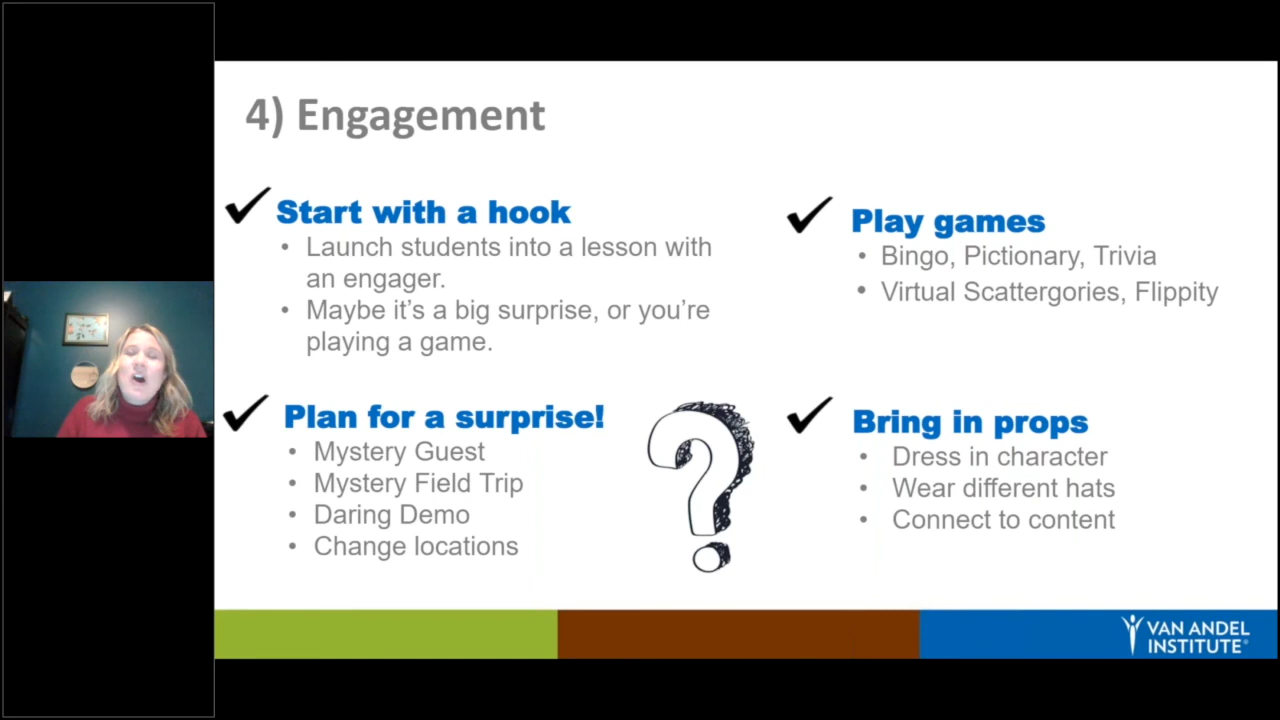 4) Engagement
Start with a hook
• Launch students into a lesson with
an engager.
• Maybe it's a big surprise, or you're
playing a game.
Play games
• Bingo, Pictionary, Trivia
• Virtual Scattergories, Flippity
Plan for a surprise!
• Mystery Guest
• Mystery Field Trip
• Daring Demo
• Change locations
?
Bring in props
• Dress in character
• Wear different hats
• Connect to content
VAN ANDEL
INSTITUTE®